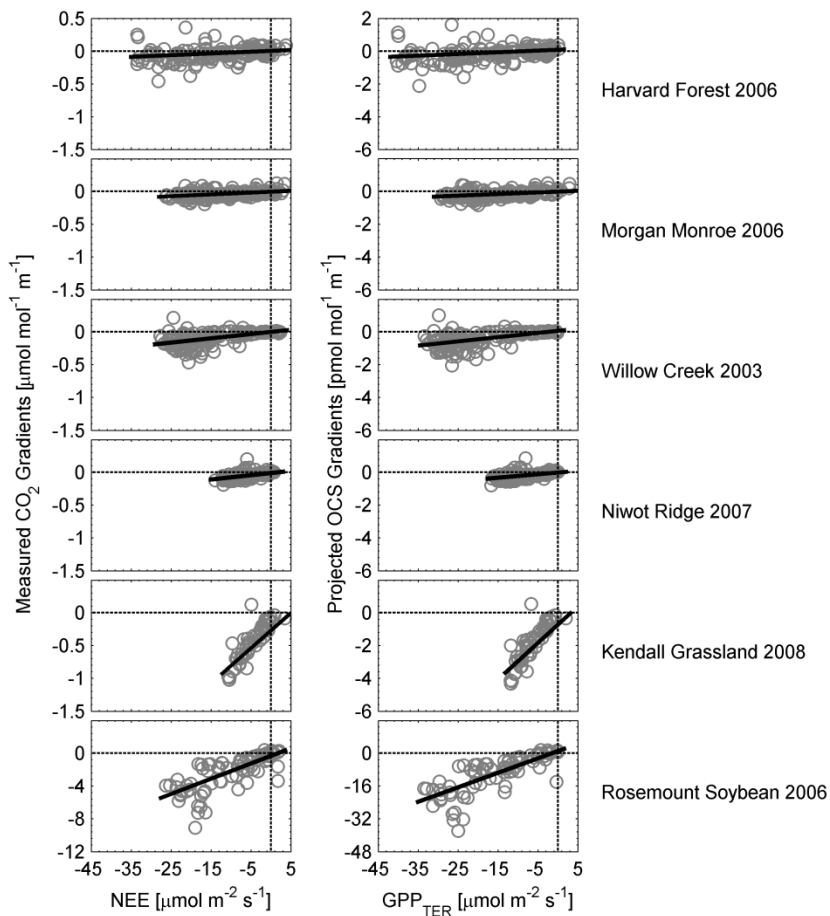 Measured CO2 Gradients [µmol mol-1 m-1]
Projected OCS Gradients [pmol mol-1 m-1]
0.5 2
0 0
-0.5 -2
-1 -4
-1.5 -6
Harvard Forest 2006
0 0
-0.5 -2
-1 -4
-1.5 -6
Morgan Monroe 2006
0 0
-0.5 -2
-1 -4
-1.5 -6
Willow Creek 2003
0 0
-0.5 -2
-1 -4
-1.5 -6
Niwot Ridge 2007
0 0
-0.5 -2
-1 -4
-1.5 -6
Kendall Grassland 2008
0 0
-4 -16
-8 -32
-12 -48
Rosemount Soybean 2006
-45 -35 -25 -15 -5 5 -45 -35 -25 -15 -5 5
NEE [µmol m-2 s-1] GPPTER [µmol m-2 s-1]